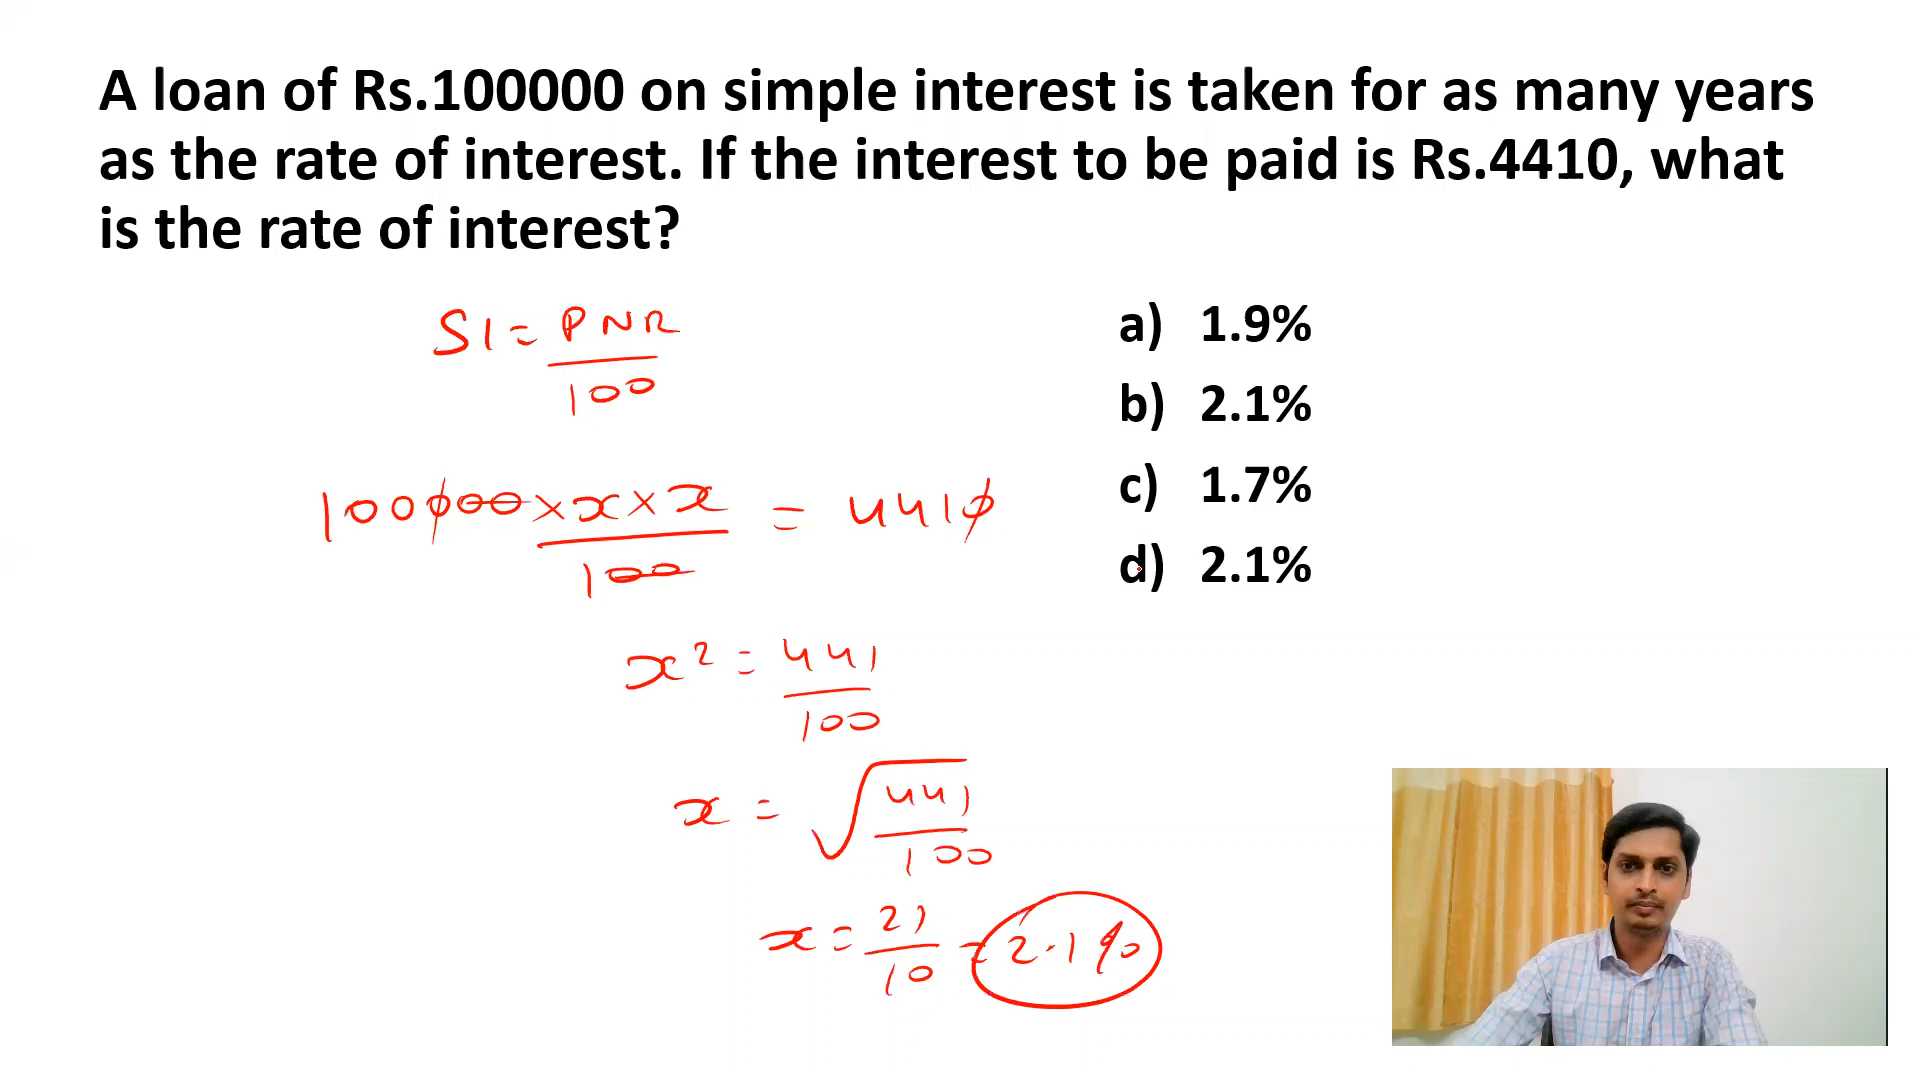 A loan of Rs.100000 on simple interest is taken for as many years
as the rate of interest. If the interest to be paid is Rs.4410, what
is the rate of interest?
SI = PNR
100
a) 1.9%
b) 2.1%
c) 1.7%
d) 2.1%
100000 × x × x = 4410
100
x² = 441
100
x = √441
100
x = 21 = 2.1%
10